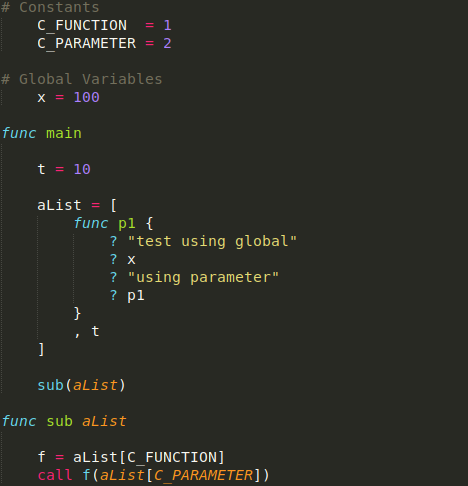 # Constants
C_FUNCTION  = 1
C_PARAMETER = 2
# Global Variables
x = 100
func main
t = 10
aList = [
func p1 {
? "test using global"
? x
? "using parameter"
? p1
}
, t
]
sub(aList)
func sub aList
f = aList[C_FUNCTION]
call f(aList[C_PARAMETER])